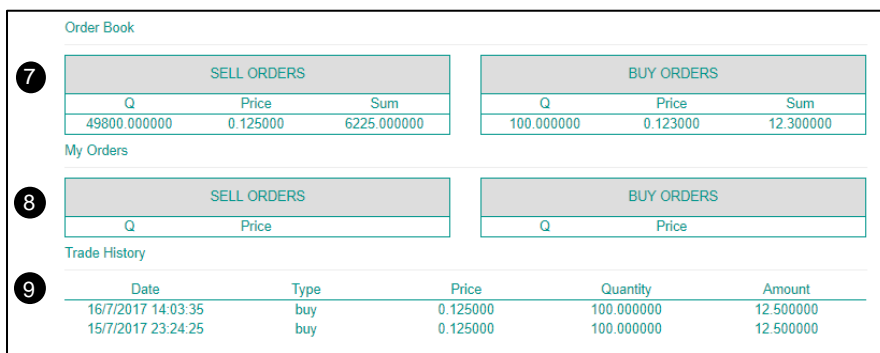 Order Book
7
SELL ORDERS BUY ORDERS
Q Price Sum Q Price Sum
49800.000000 0.125000 6225.000000 100.000000 0.123000 12.300000
My Orders
8
SELL ORDERS BUY ORDERS
Q Price Q Price
Trade History
9
Date Type Price Quantity Amount
16/7/2017 14:03:35 buy 0.125000 100.000000 12.500000
15/7/2017 23:24:25 buy 0.125000 100.000000 12.500000